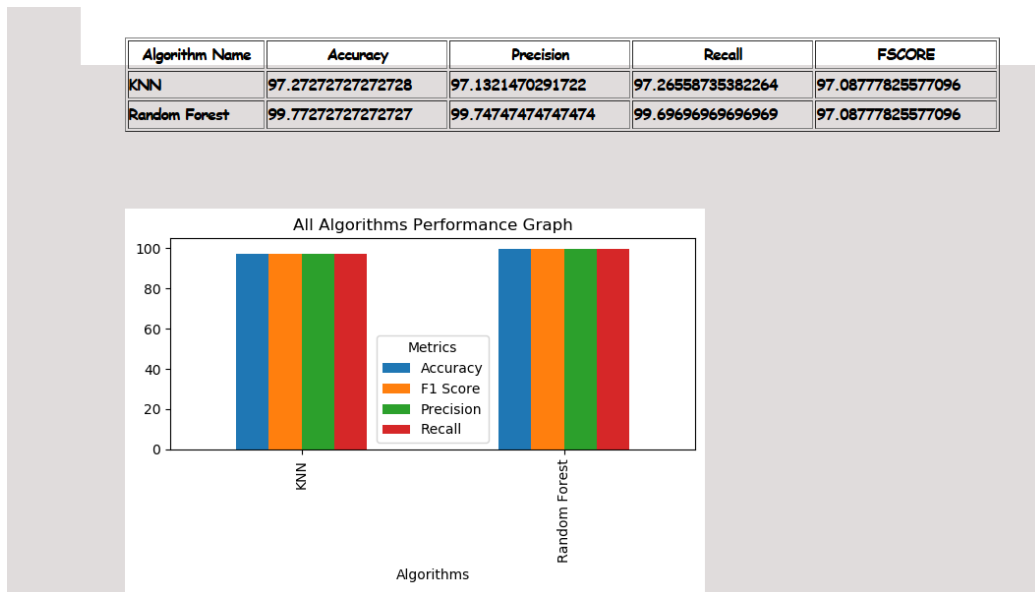 Algorithm Name Accuracy Precision Recall FSCORE
KNN 97.27272727272728 97.1321470291722 97.26558735382264 97.08777825577096
Random Forest 99.77272727272727 99.74747474747474 99.69696969696969 97.08777825577096
All Algorithms Performance Graph
100
80
60
40
20
0
Metrics
Accuracy
F1 Score
Precision
Recall
KNN
Random Forest
Algorithms